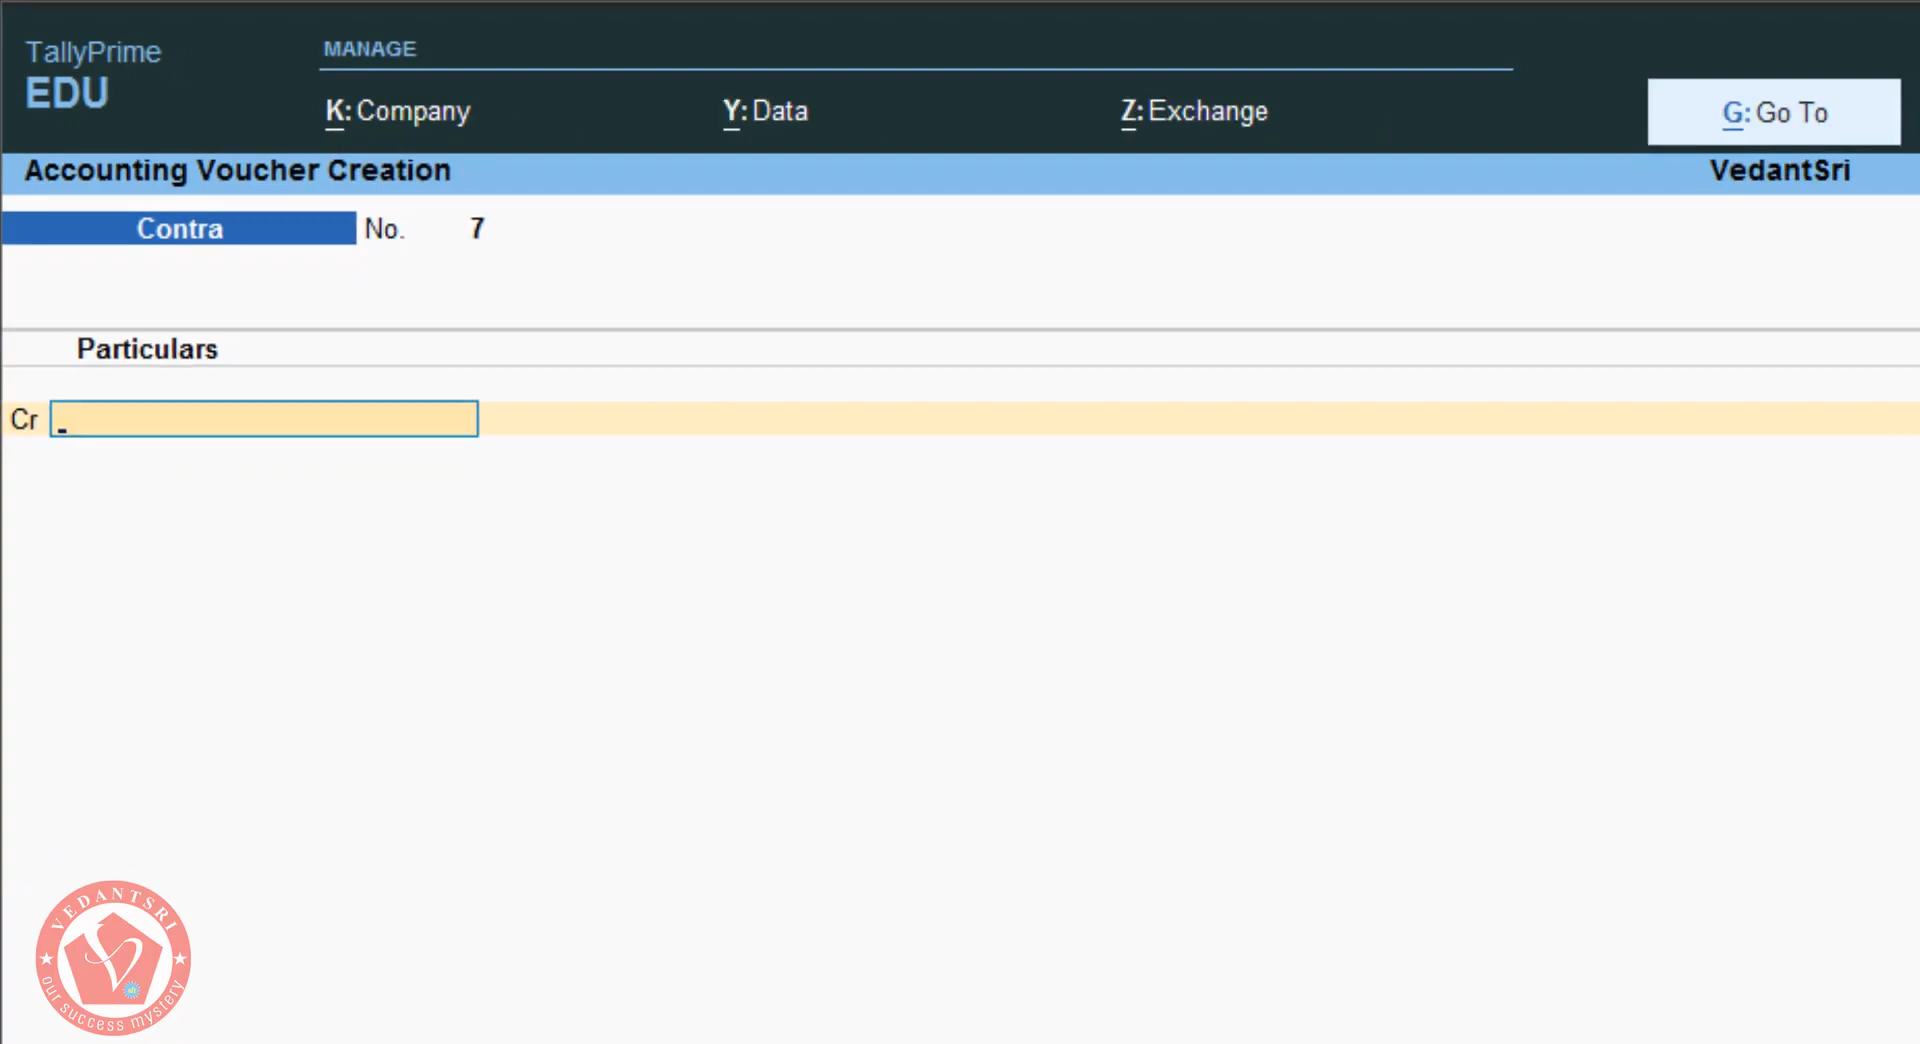 TallyPrime
EDU
MANAGE
K: Company
Y: Data
Z: Exchange
G: Go To
Accounting Voucher Creation
VedantSri
Contra
No. 7
Particulars
Cr
VEDANTSRI
our success mystery